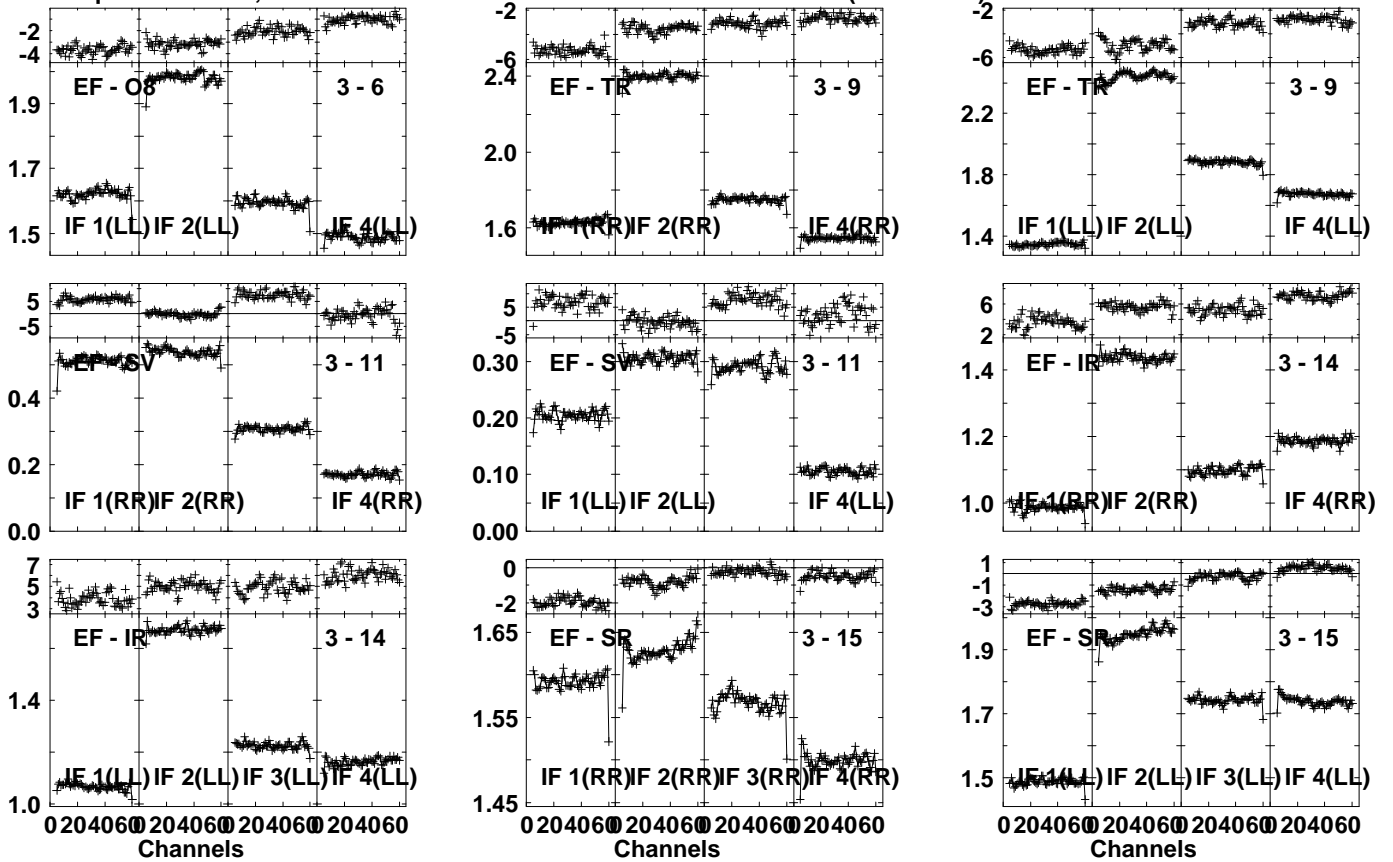 -2
-4
EF - O8
3 - 6
1.9
1.7
1.5
IF 1(LL)
IF 2(LL)
IF 4(LL)
-2
-6
2.4
EF - TR
3 - 9
2.0
1.6
IF 1(RR)
IF 2(RR)
IF 4(RR)
-2
-6
EF - TR
3 - 9
2.2
1.8
1.4
IF 1(LL)
IF 2(LL)
IF 4(LL)
5
-5
EF - SV
3 - 11
0.4
0.2
0.0
IF 1(RR)
IF 2(RR)
IF 4(RR)
5
-5
0.30
EF - SV
3 - 11
0.20
0.10
0.00
IF 1(LL)
IF 2(LL)
IF 4(LL)
6
2
1.4
EF - IR
3 - 14
1.2
1.0
IF 1(RR)
IF 2(RR)
IF 4(RR)
7
5
3
EF - IR
3 - 14
1.4
1.0
IF 1(LL)
IF 2(LL)
IF 3(LL)
IF 4(LL)
0 204060 0 204060 0 204060 0 204060
Channels
0
-2
1.65
EF - SR
3 - 15
1.55
1.45
IF 1(RR)
IF 2(RR)
IF 3(RR)
IF 4(RR)
0 204060 0 204060 0 204060 0 204060
Channels
1
-1
-3
EF - SR
3 - 15
1.9
1.7
1.5
IF 1(LL)
IF 2(LL)
IF 3(LL)
IF 4(LL)
0 204060 0 204060 0 204060 0 204060
Channels